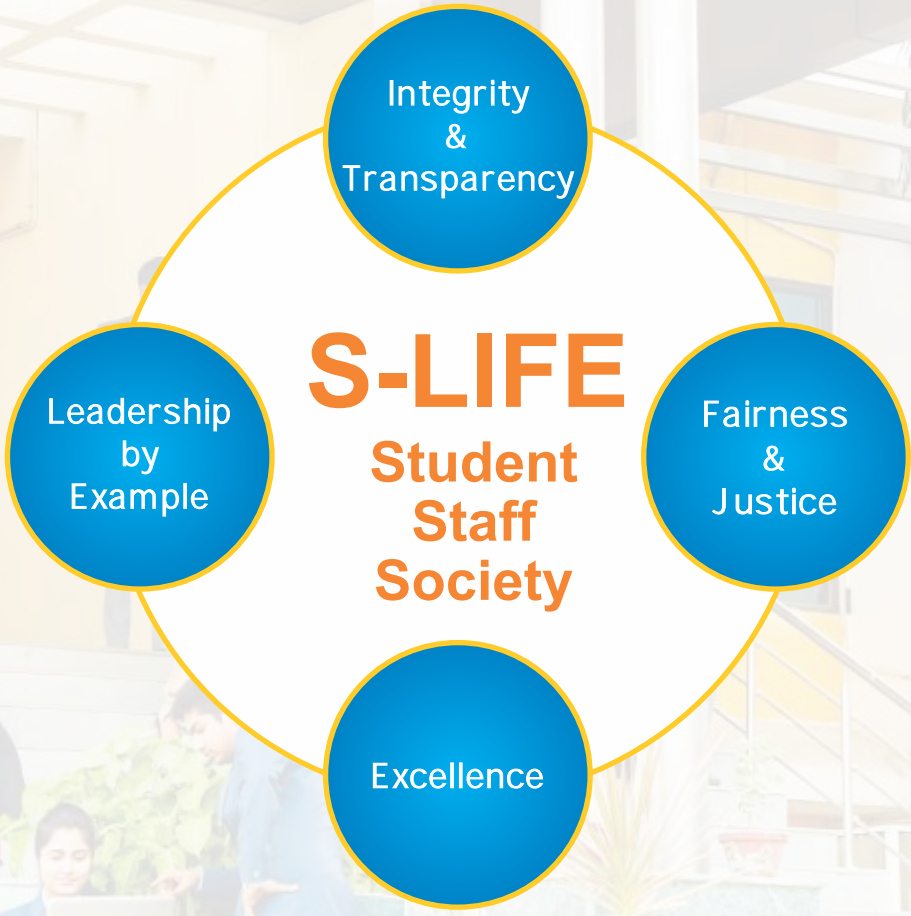 Integrity
&
Transparency
Leadership
by
Example
S-LIFE
Student
Staff
Society
Fairness
&
Justice
Excellence